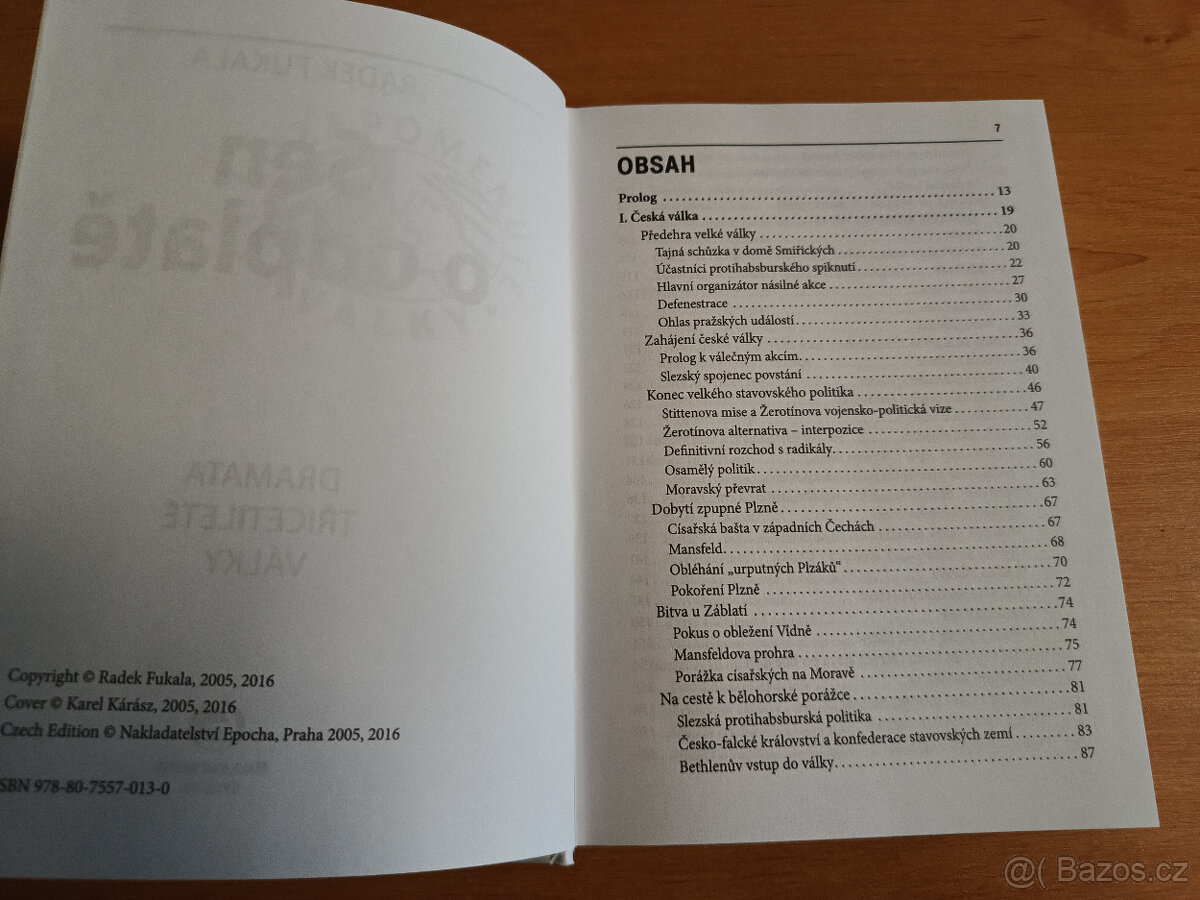 RADEK FUKALA
Sen
o
zlatě
DRAMATA
TŘICETILETÉ
VÁLKY
Copyright © Radek Fukala, 2005, 2016
Cover © Karel Kárász, 2005, 2016
Czech Edition © Nakladatelství Epocha, Praha 2005, 2016
SBN 978-80-7557-013-0
7
OBSAH
Prolog ........ 13
I. Česká válka ........ 19
Předehra velké války ........ 20
Tajná schůzka v domě Smiřických ........ 20
Účastníci protihabsburského spiknutí ........ 22
Hlavní organizátor násilné akce ........ 27
Defenestrace ........ 30
Ohlas pražských událostí ........ 33
Zahájení české války ........ 36
Prolog k válečným akcím ........ 36
Slezský spojenec povstání ........ 40
Konec velkého stavovského politika ........ 46
Stittenova mise a Žerotínova vojensko-politická vize ........ 47
Žerotínova alternativa – interpozice ........ 52
Definitivní rozchod s radikály ........ 56
Osamělý politik ........ 60
Moravský převrat ........ 63
Dobytí zpupné Plzně ........ 67
Císařská bašta v západních Čechách ........ 67
Mansfeld ........ 68
Obléhání „urputných Plzáků“ ........ 70
Pokoření Plzně ........ 72
Bitva u Záblatí ........ 74
Pokus o obležení Vídně ........ 74
Mansfeldova prohra ........ 75
Porážka císařských na Moravě ........ 77
Na cestě k bělohorské porážce ........ 81
Slezská protihabsburská politika ........ 81
Česko-falcké království a konfederace stavovských zemí ........ 83
Bethlenův vstup do války ........ 87
@( Bazos.cz